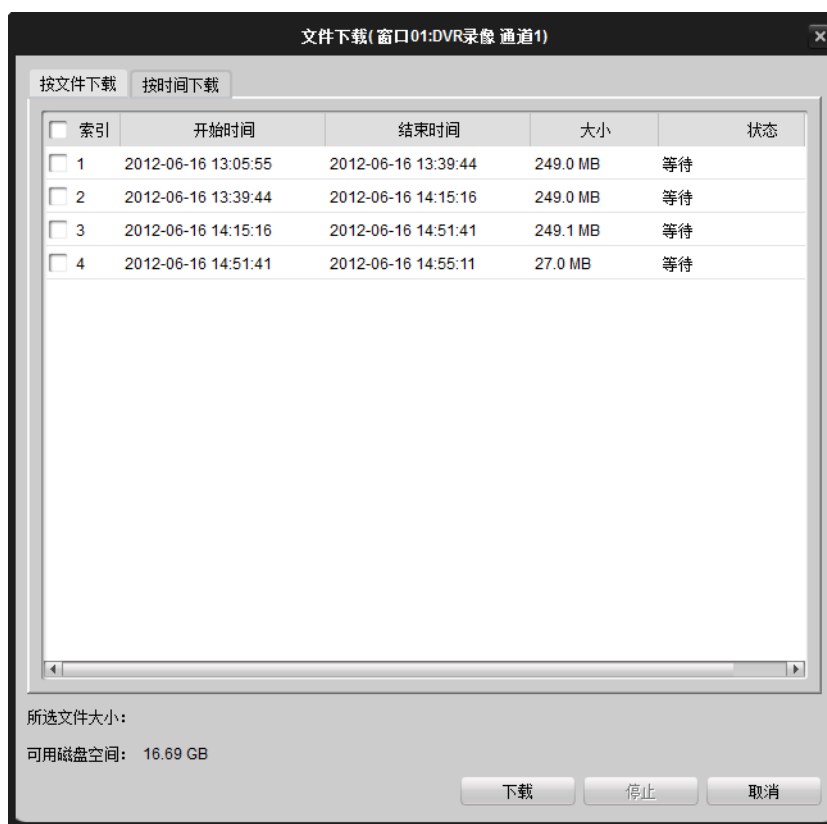 文件下载( 窗口01:DVR录像 通道1)
按文件下载 按时间下载
索引 开始时间 结束时间 大小 状态
1 2012-06-16 13:05:55 2012-06-16 13:39:44 249.0 MB 等待
2 2012-06-16 13:39:44 2012-06-16 14:15:16 249.0 MB 等待
3 2012-06-16 14:15:16 2012-06-16 14:51:41 249.1 MB 等待
4 2012-06-16 14:51:41 2012-06-16 14:55:11 27.0 MB 等待
所选文件大小:
可用磁盘空间: 16.69 GB
下载 停止 取消